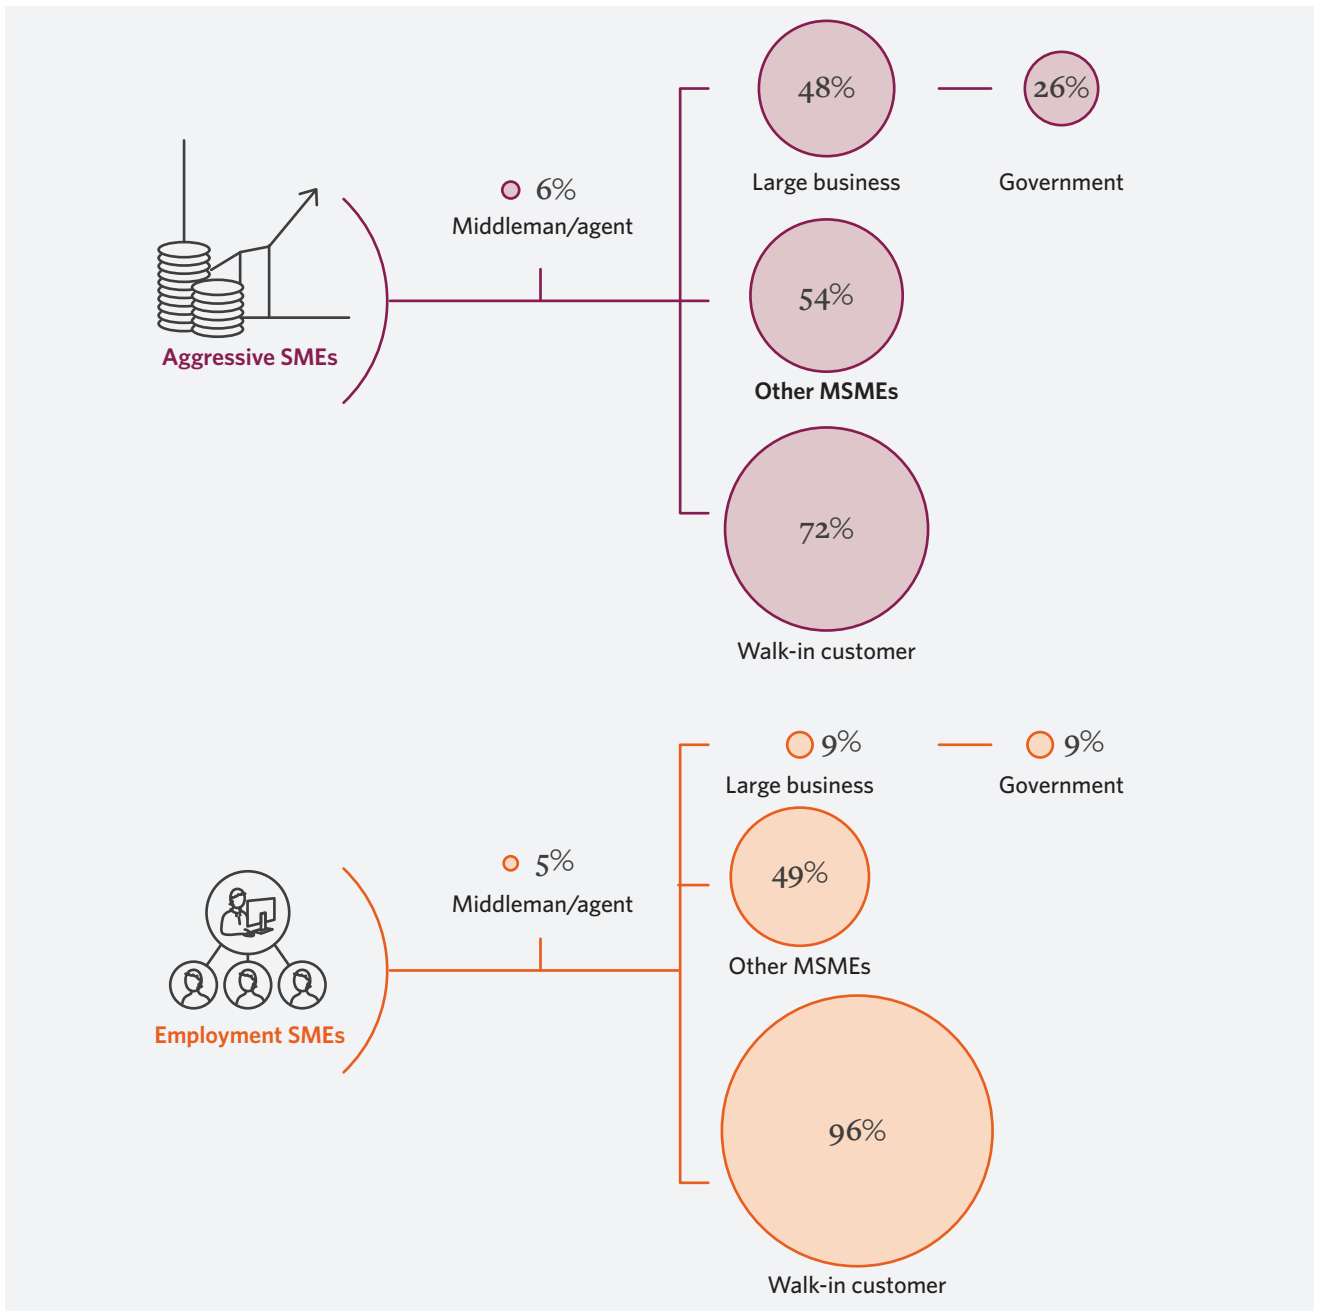 48%
26%
Large business
Government
6%
Middleman/agent
54%
Other MSMEs
Aggressive SMEs
72%
Walk-in customer
9%
9%
Large business
Government
5%
Middleman/agent
49%
Other MSMEs
Employment SMEs
96%
Walk-in customer